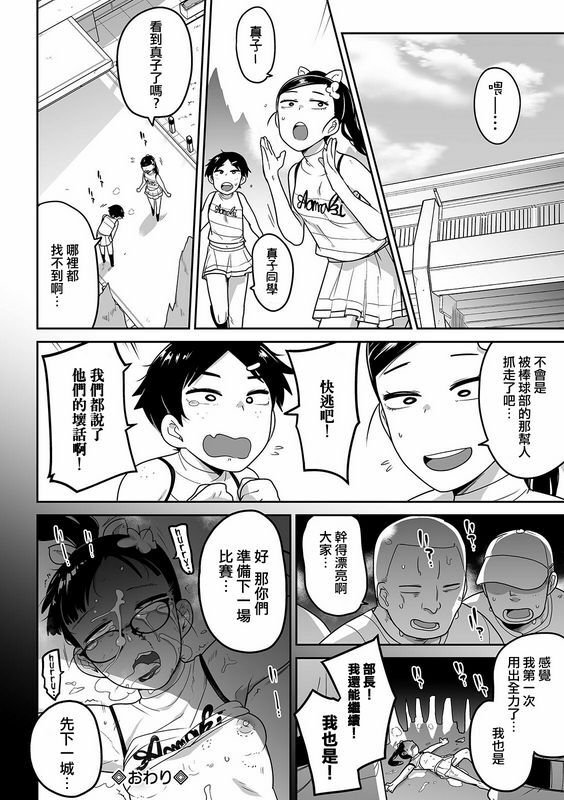 喂—!··
真子ー
Aomoki
真子同學
看到真子了嗎?
哪裡都
找不到啊…
不會是
被棒球部的那幫人
抓走了吧…
快逃吧!
我們都說了
他們的壞話啊!
幹得漂亮啊
大家…
感覺
我第一次
用出全力了…
我也是
部長!
我還能繼續!
我也是!
好 那你們
準備下一場
比賽…
hurry.
hurry.
Aomoki
先下一城…
◈おわり◈